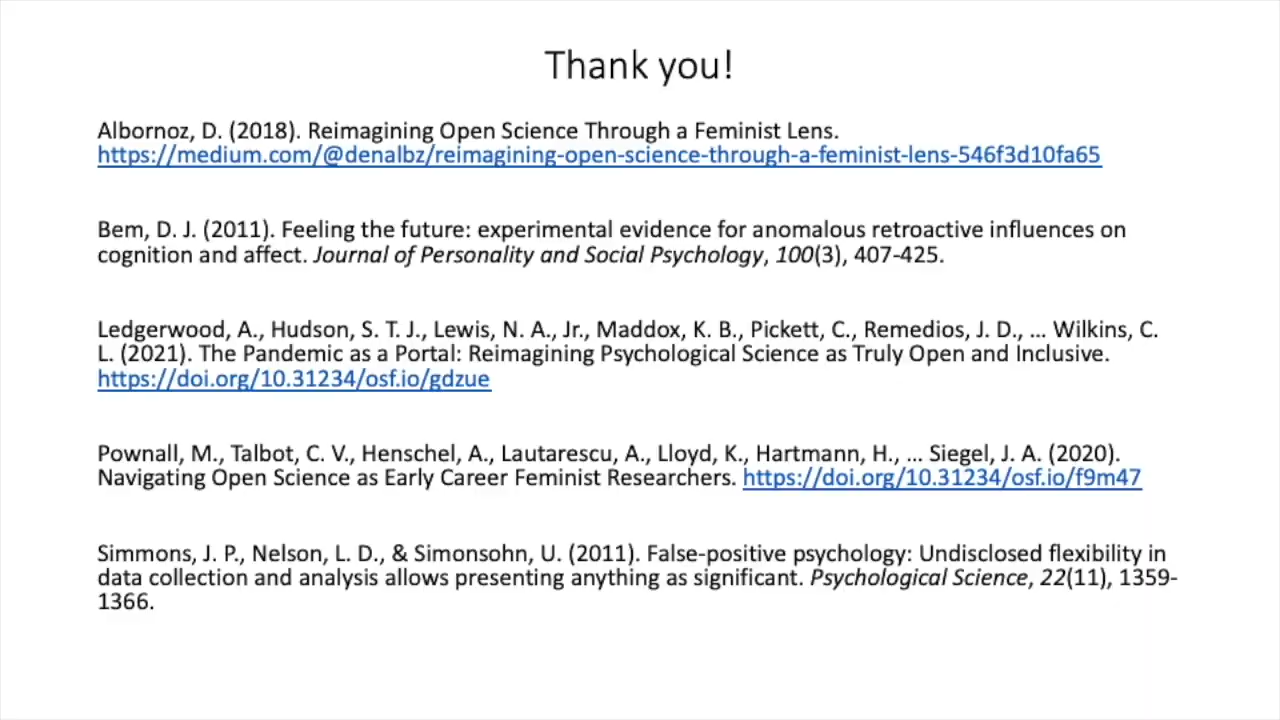 Thank you!
Albornoz, D. (2018). Reimagining Open Science Through a Feminist Lens.
https://medium.com/@denalbz/reimagining-open-science-through-a-feminist-lens-546f3d10fa65
Bem, D. J. (2011). Feeling the future: experimental evidence for anomalous retroactive influences on
cognition and affect. Journal of Personality and Social Psychology, 100(3), 407-425.
Ledgerwood, A., Hudson, S. T. J., Lewis, N. A., Jr., Maddox, K. B., Pickett, C., Remedios, J. D., … Wilkins, C.
L. (2021). The Pandemic as a Portal: Reimagining Psychological Science as Truly Open and Inclusive.
https://doi.org/10.31234/osf.io/gdzue
Pownall, M., Talbot, C. V., Henschel, A., Lautarescu, A., Lloyd, K., Hartmann, H., … Siegel, J. A. (2020).
Navigating Open Science as Early Career Feminist Researchers. https://doi.org/10.31234/osf.io/f9m47
Simmons, J. P., Nelson, L. D., & Simonsohn, U. (2011). False-positive psychology: Undisclosed flexibility in
data collection and analysis allows presenting anything as significant. Psychological Science, 22(11), 1359-
1366.